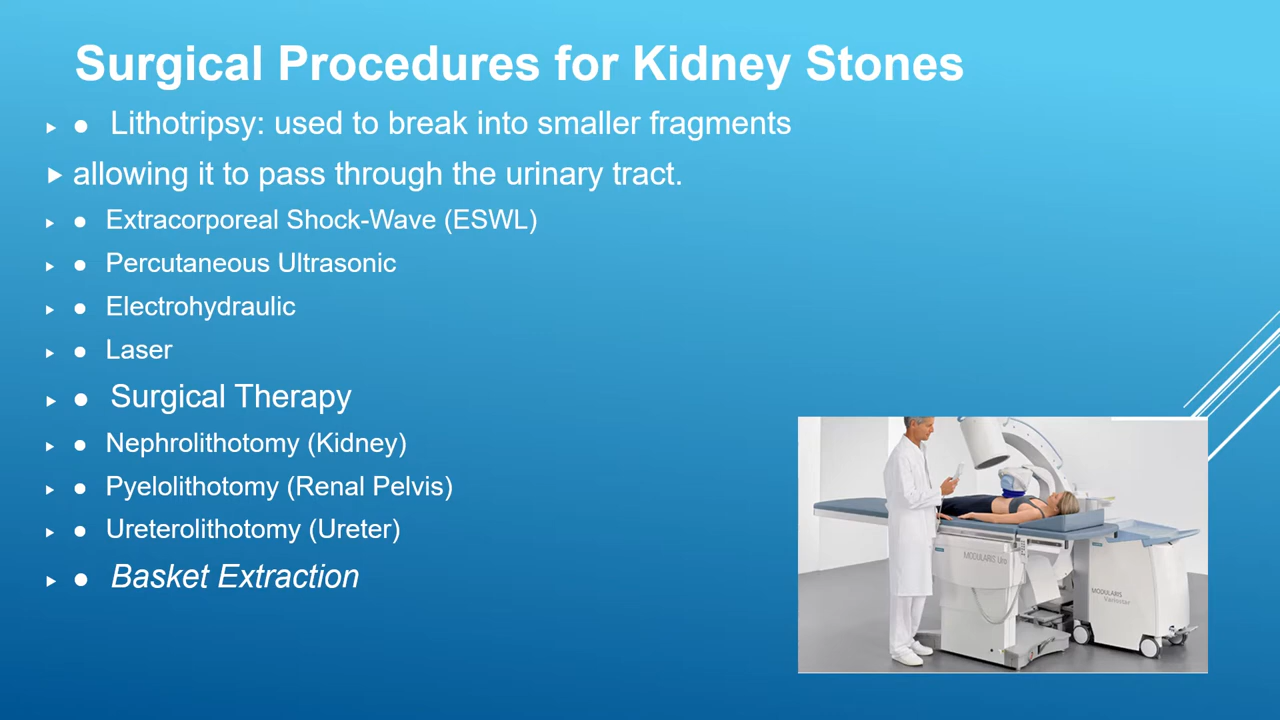 Surgical Procedures for Kidney Stones
● Lithotripsy: used to break into smaller fragments
allowing it to pass through the urinary tract.
● Extracorporeal Shock-Wave (ESWL)
● Percutaneous Ultrasonic
● Electrohydraulic
● Laser
● Surgical Therapy
● Nephrolithotomy (Kidney)
● Pyelolithotomy (Renal Pelvis)
● Ureterolithotomy (Ureter)
● Basket Extraction
MODULARIS Uro
MODULARIS
Variostar